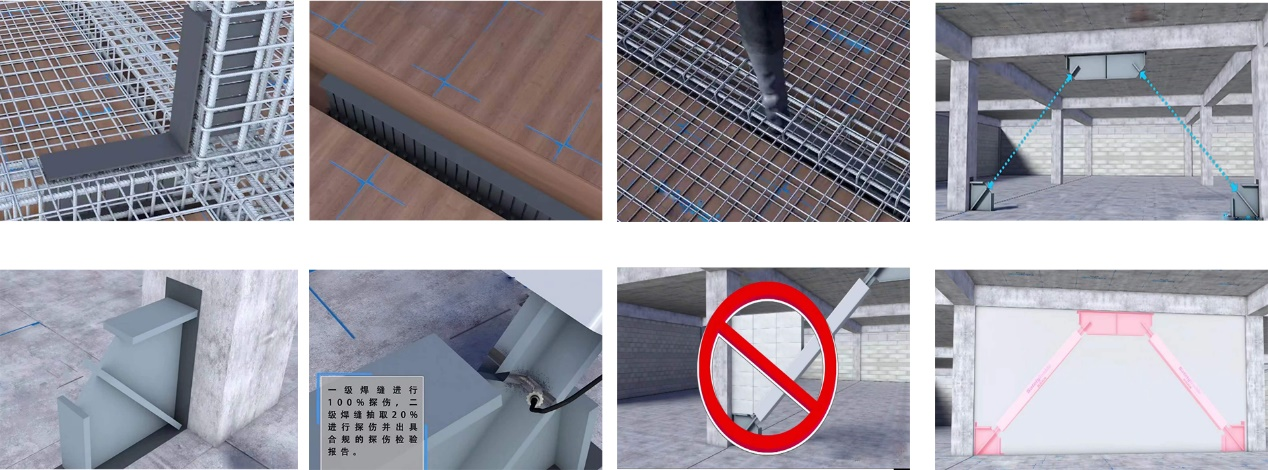 一级焊缝进行
100%探伤，二
级焊缝抽取20%
进行探伤并出具
合规的探伤检验
报告。